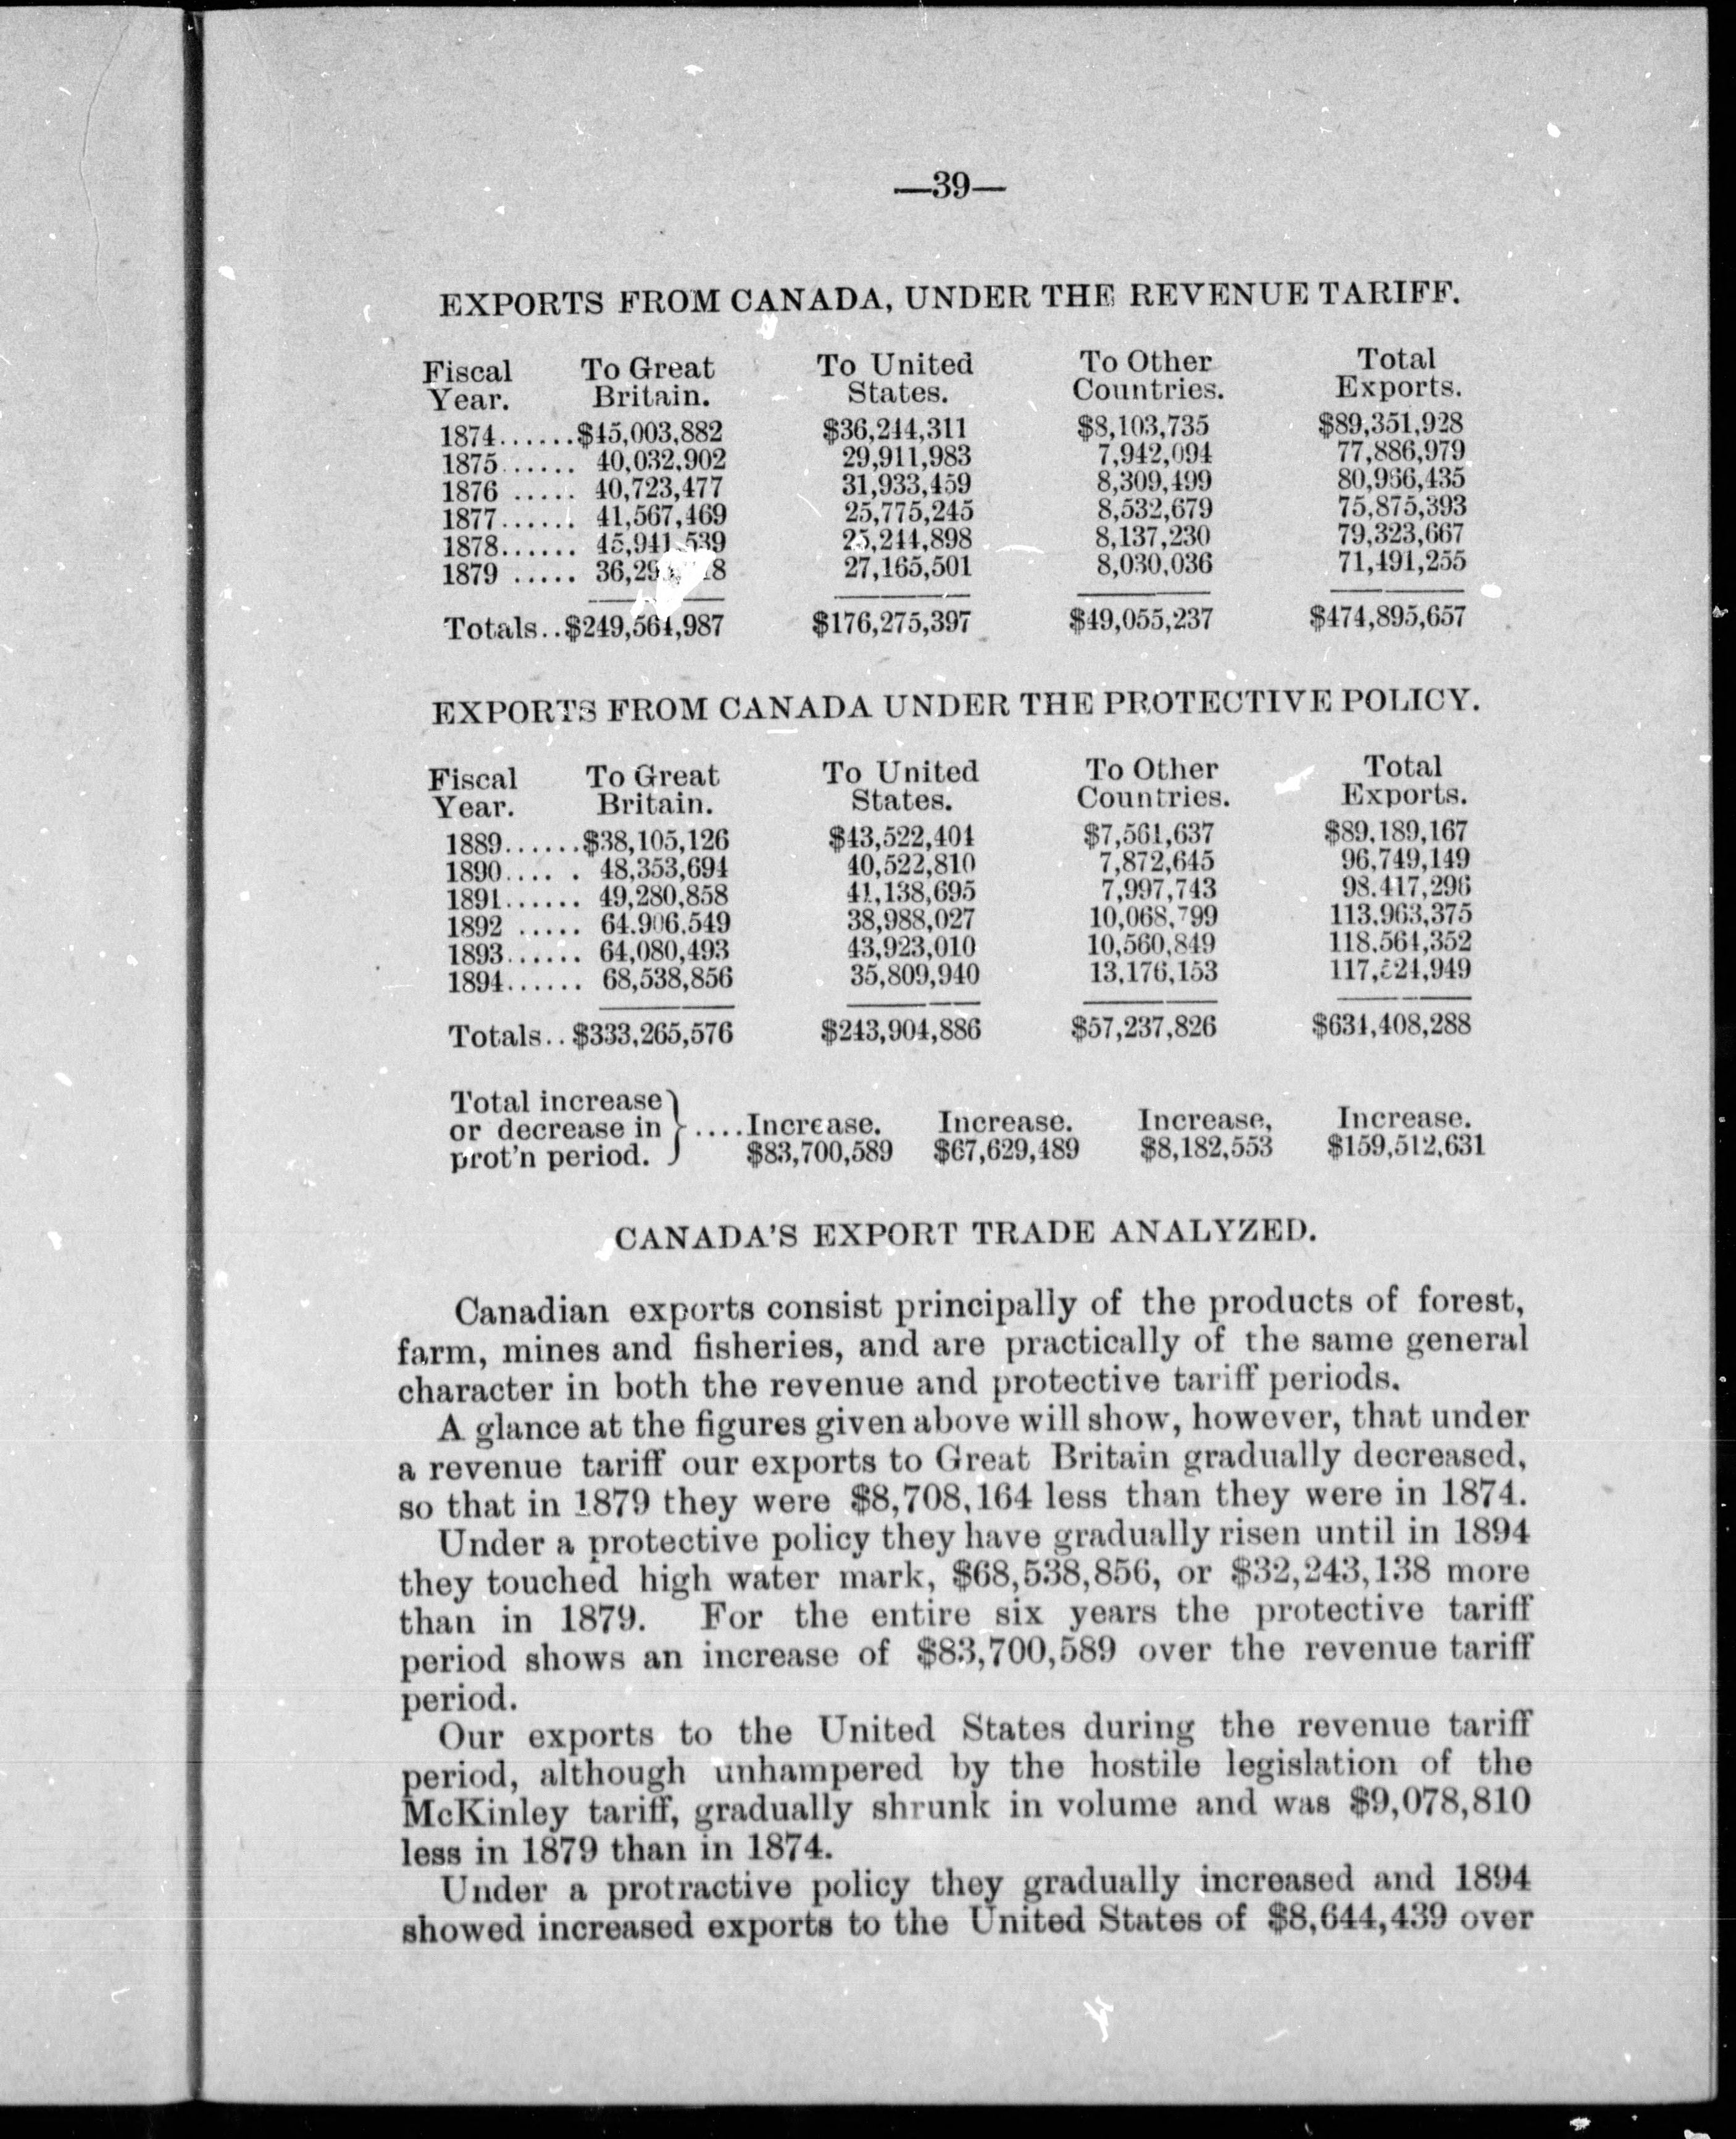 —39—
EXPORTS FROM CANADA, UNDER THE REVENUE TARIFF.
Fiscal To Great To United To Other Total
Year. Britain. States. Countries. Exports.
1874......$45,003,882 $36,244,311 $8,103,735 $89,351,928
1875...... 40,032,902 29,911,983 7,942,094 77,886,979
1876 ..... 40,723,477 31,933,459 8,309,499 80,966,435
1877...... 41,567,469 25,775,245 8,532,679 75,875,393
1878...... 45,941,539 25,244,898 8,137,230 79,323,667
1879 ..... 27,165,501 8,030,036 71,491,255
Totals..$249,564,987 $176,275,397 $49,055,237 $474,895,657
EXPORTS FROM CANADA UNDER THE PROTECTIVE POLICY.
Fiscal To Great To United To Other Total
Year. Britain. States. Countries. Exports.
1889......$38,105,126 $43,522,404 $7,561,637 $89,189,167
1890.... . 48,353,694 40,522,810 7,872,645 96,749,149
1891...... 49,280,858 41,138,695 7,997,743 98,417,296
1892 ..... 64,906,549 38,988,027 10,068,799 113,963,375
1893...... 64,080,493 43,923,010 10,560,849 118,564,352
1894...... 68,538,856 35,809,940 13,176,153 117,524,949
Totals.. $333,265,576 $243,904,886 $57,237,826 $634,408,288
Total increase
or decrease in ....Increase. Increase. Increase, Increase.
prot'n period. $83,700,589 $67,629,489 $8,182,553 $159,512,631
CANADA'S EXPORT TRADE ANALYZED.
Canadian exports consist principally of the products of forest,
farm, mines and fisheries, and are practically of the same general
character in both the revenue and protective tariff periods.
A glance at the figures given above will show, however, that under
a revenue tariff our exports to Great Britain gradually decreased,
so that in 1879 they were $8,708,164 less than they were in 1874.
Under a protective policy they have gradually risen until in 1894
they touched high water mark, $68,538,856, or $32,243,138 more
than in 1879. For the entire six years the protective tariff
period shows an increase of $83,700,589 over the revenue tariff
period.
Our exports to the United States during the revenue tariff
period, although unhampered by the hostile legislation of the
McKinley tariff, gradually shrunk in volume and was $9,078,810
less in 1879 than in 1874.
Under a protractive policy they gradually increased and 1894
showed increased exports to the United States of $8,644,439 over